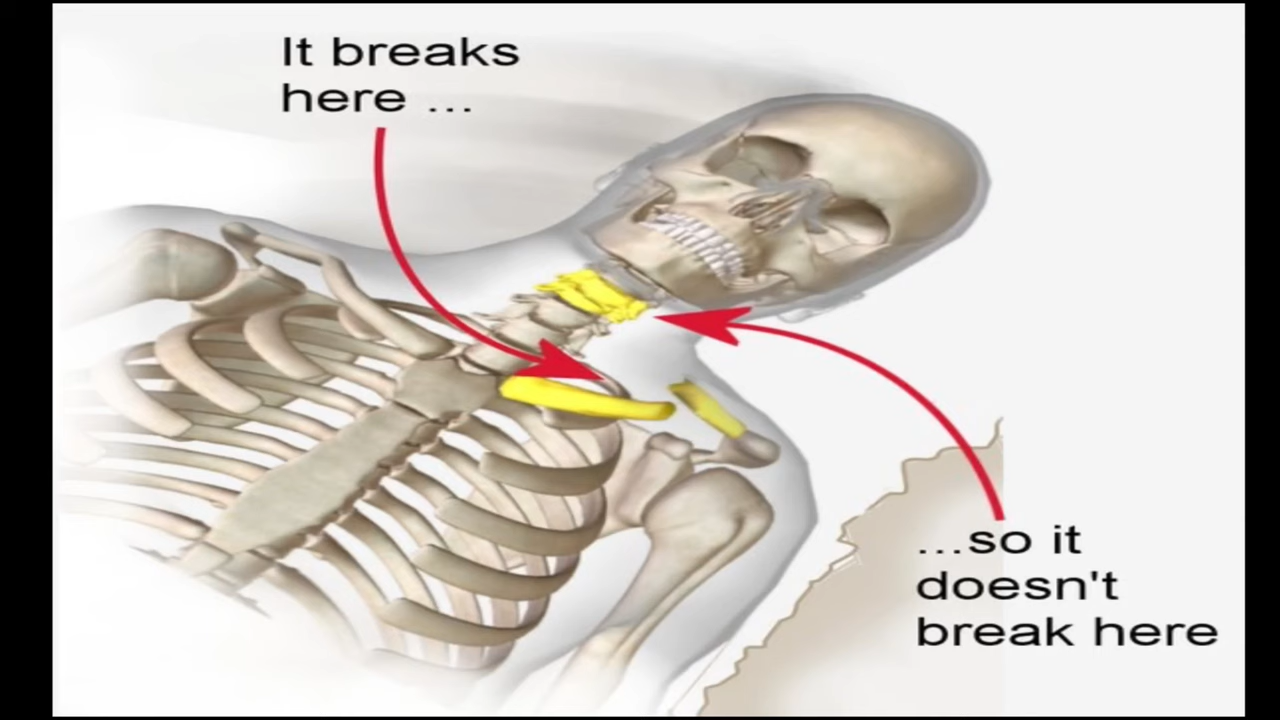 It breaks
here ...
...so it
doesn't
break here